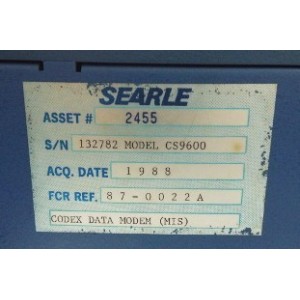 SEARLE
ASSET # 2455
S/N 132782 MODEL CS9600
ACQ. DATE 1988
FCR REF. 87-0022A
CODEX DATA MODEM (MIS)